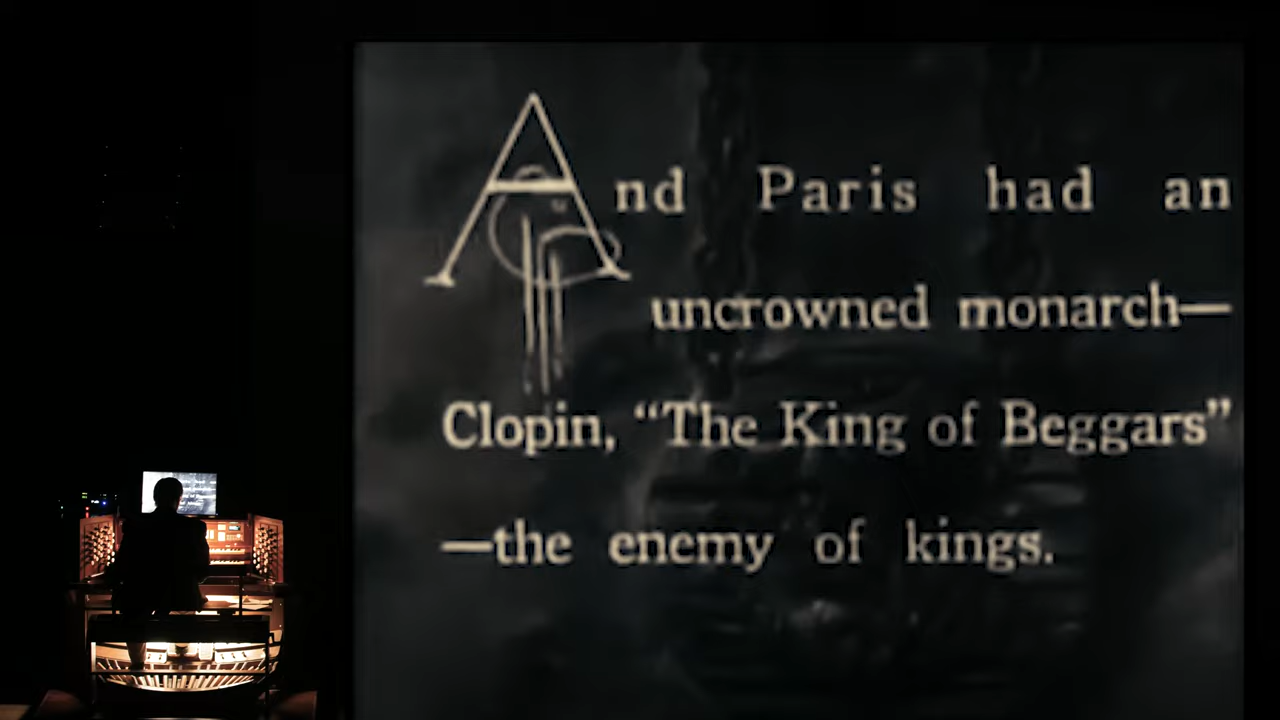 And Paris had an
uncrowned monarch—
Clopin, “The King of Beggars”
—the enemy of kings.